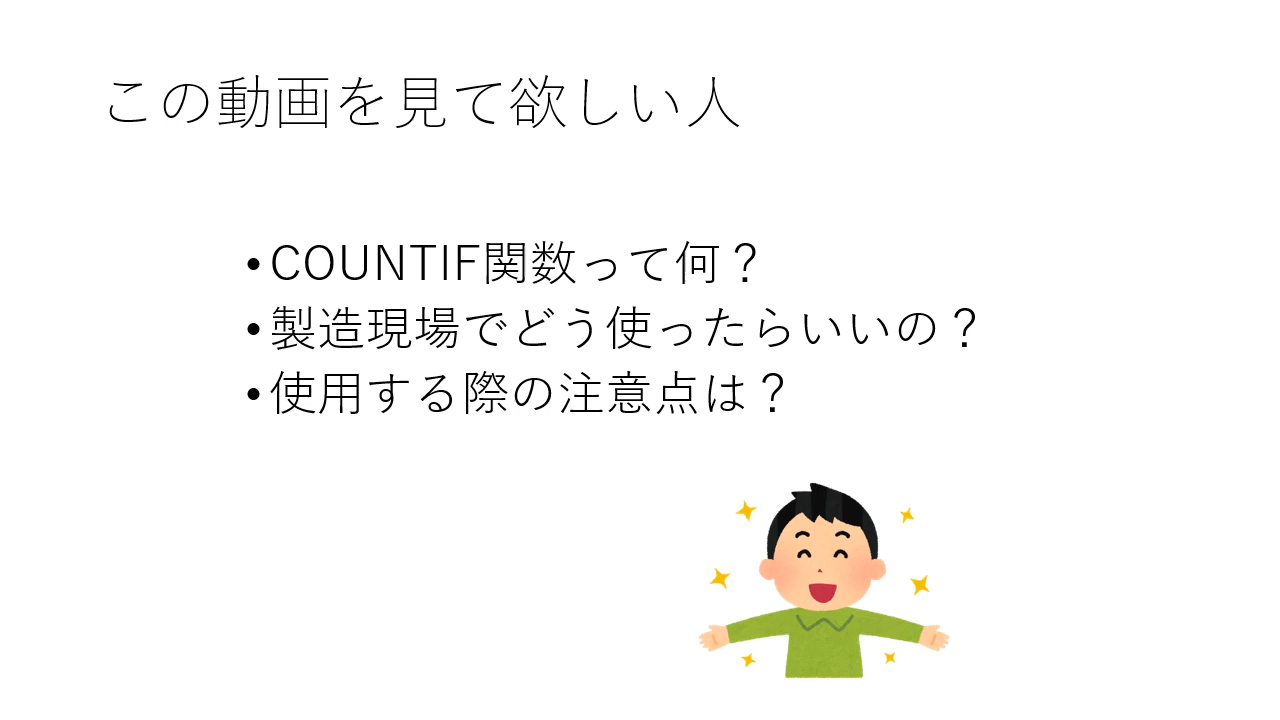 この動画を見て欲しい人
•COUNTIF関数って何？
•製造現場でどう使ったらいいの？
•使用する際の注意点は？